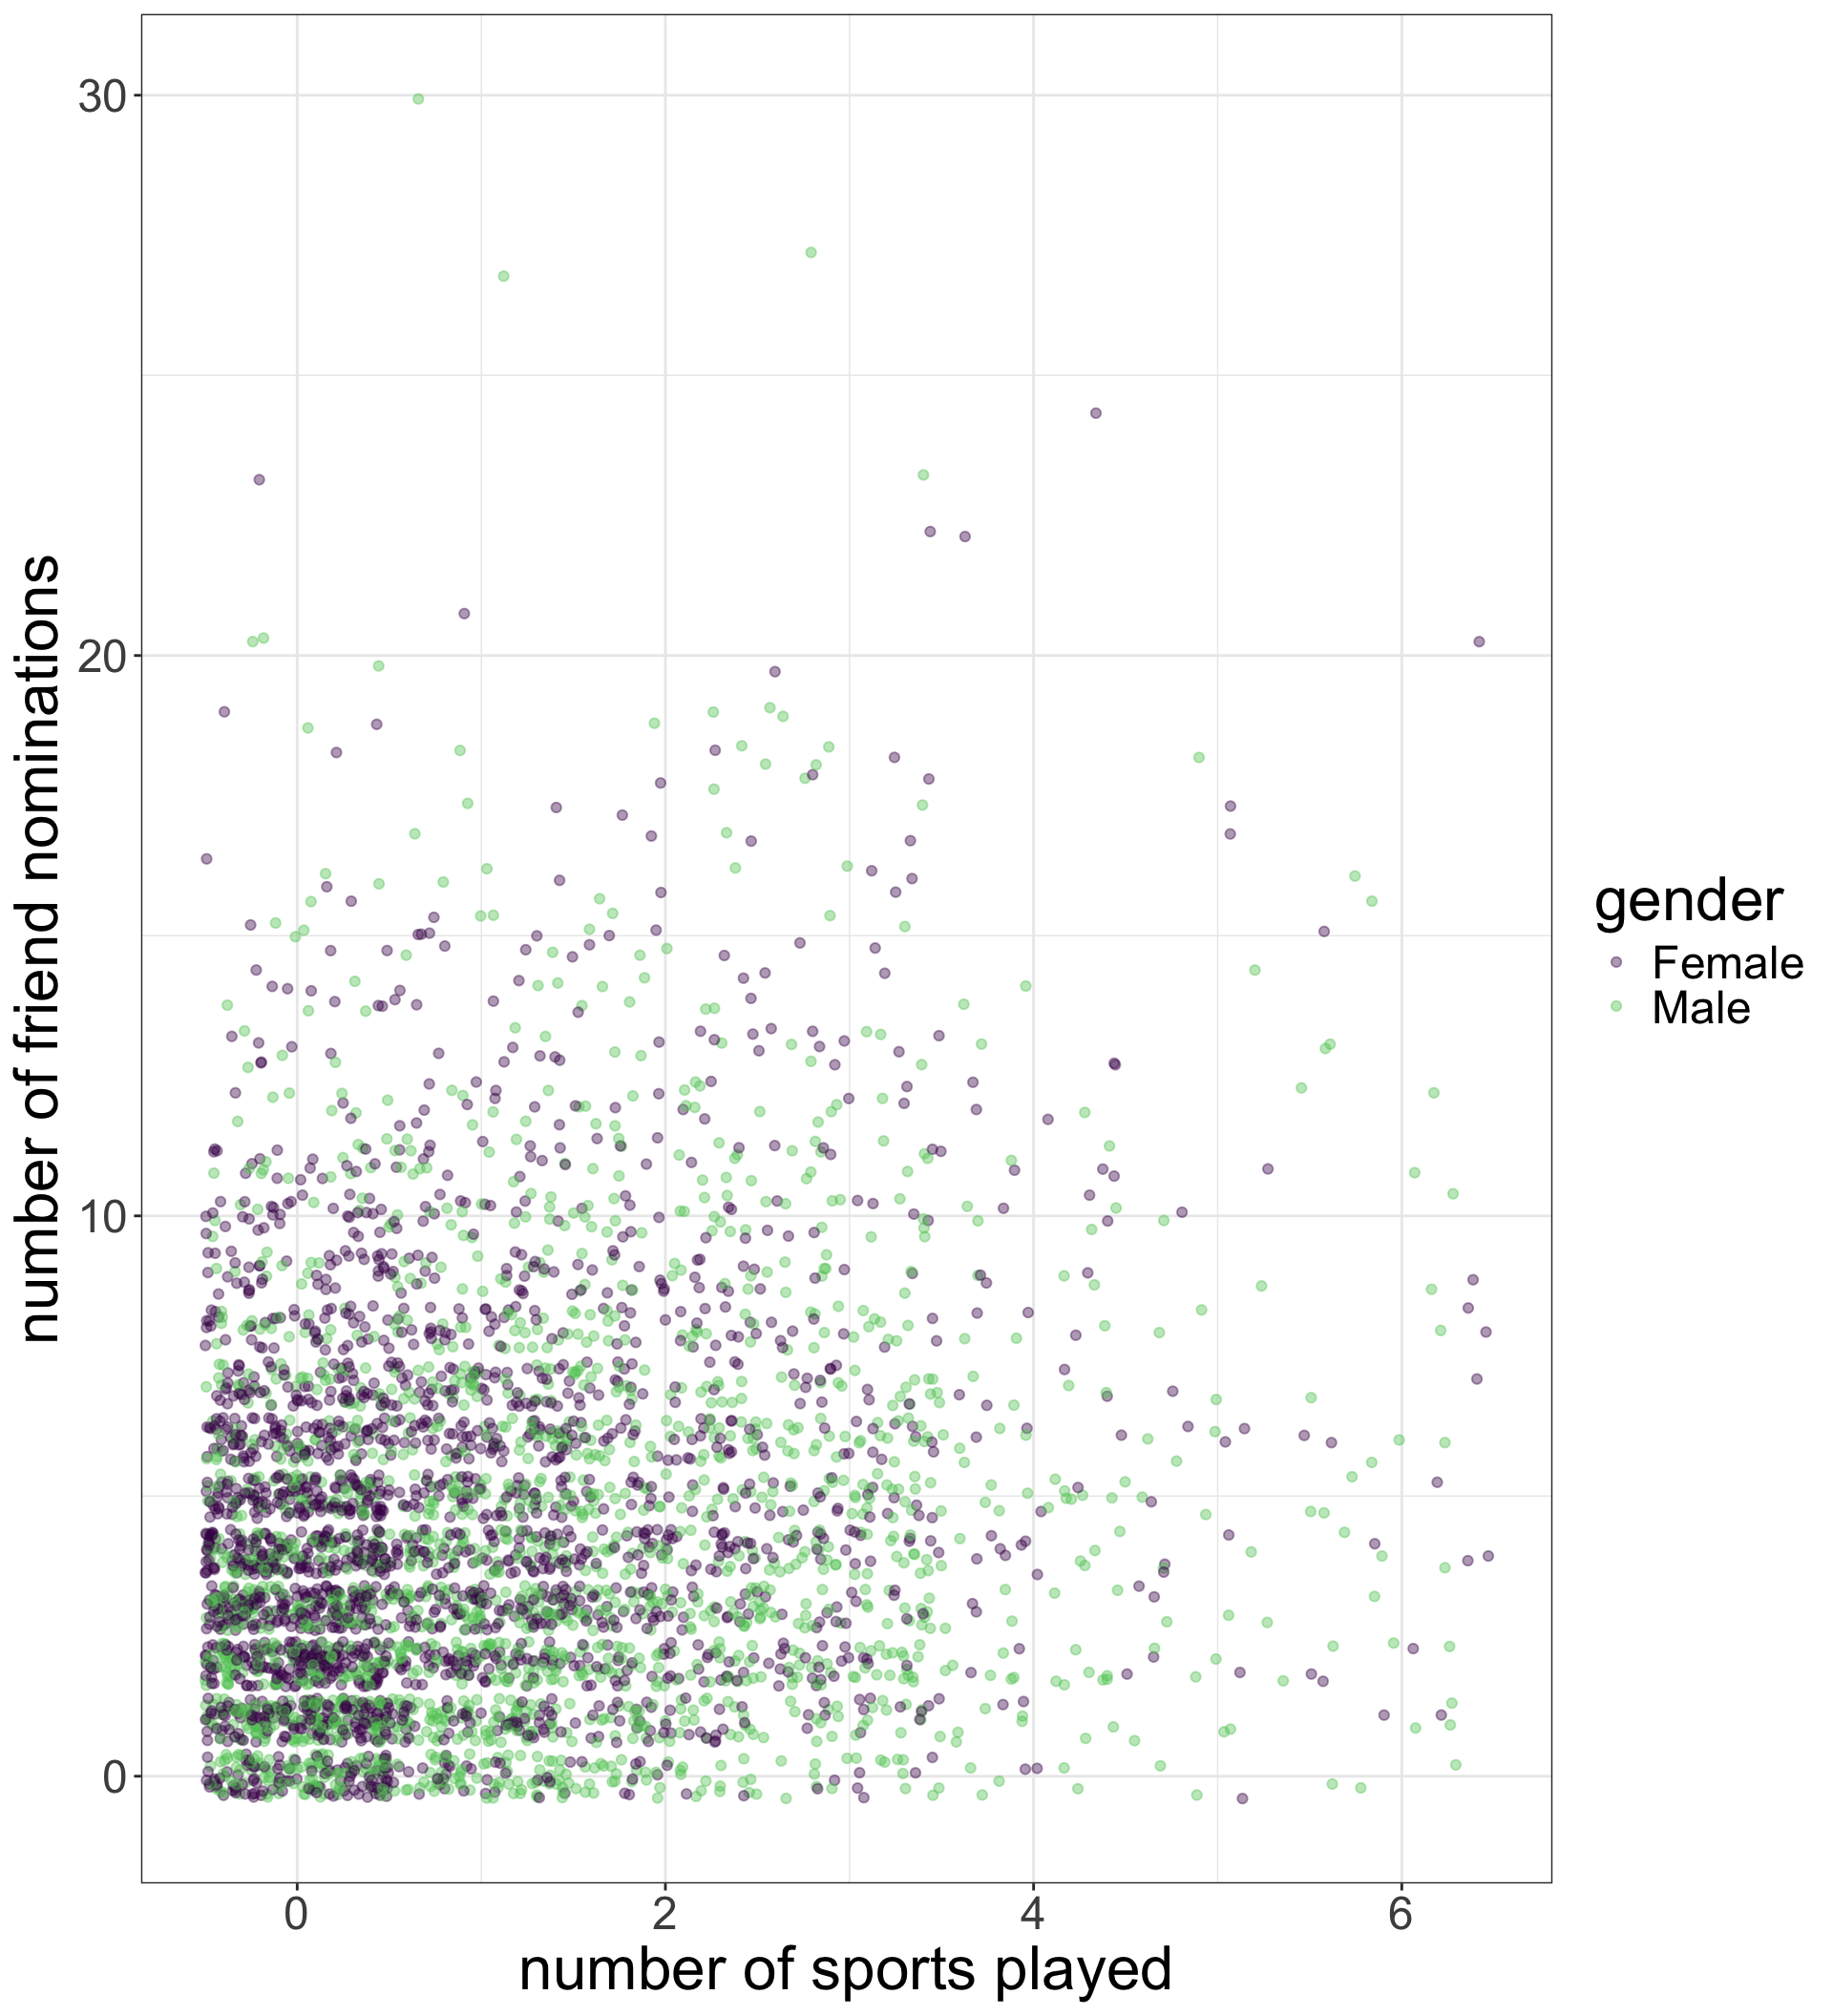 30
20
10
0
0
2
4
6
number of friend nominations
number of sports played
gender
Female
Male